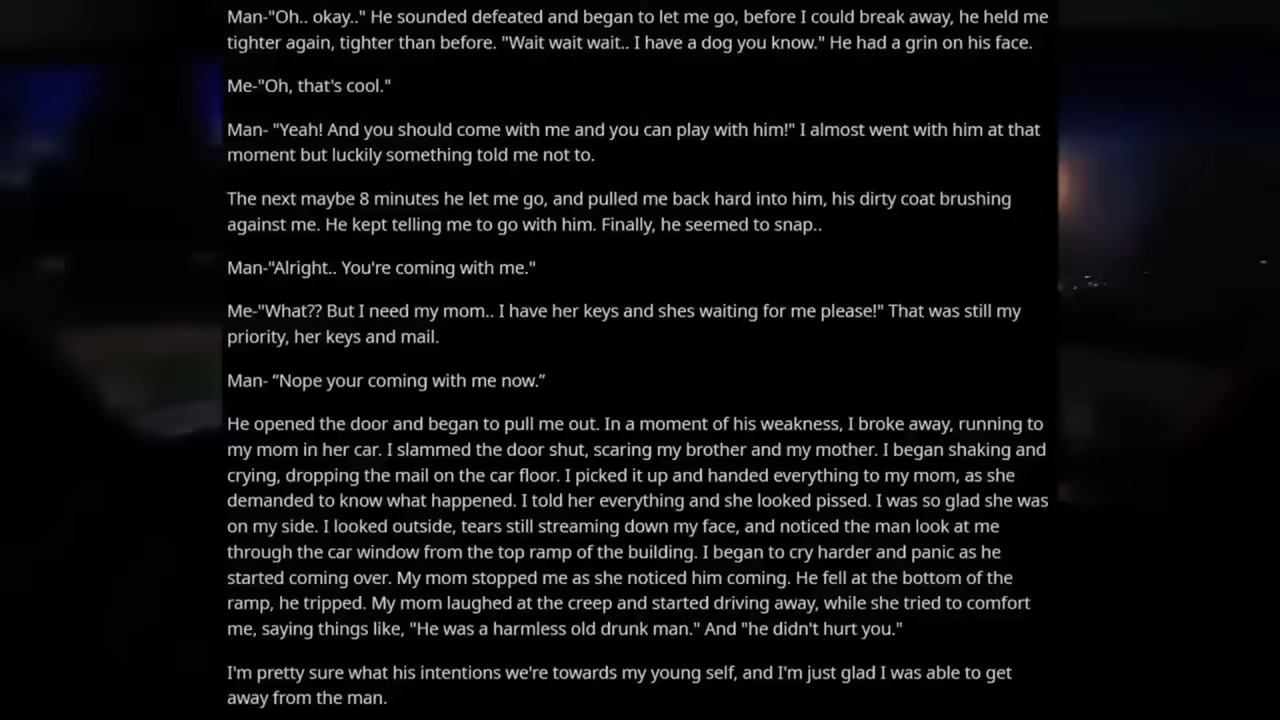 Man-"Oh.. okay.." He sounded defeated and began to let me go, before I could break away, he held me
tighter again, tighter than before. "Wait wait wait.. I have a dog you know." He had a grin on his face.
Me-"Oh, that's cool."
Man- "Yeah! And you should come with me and you can play with him!" I almost went with him at that
moment but luckily something told me not to.
The next maybe 8 minutes he let me go, and pulled me back hard into him, his dirty coat brushing
against me. He kept telling me to go with him. Finally, he seemed to snap..
Man-"Alright.. You're coming with me."
Me-"What?? But I need my mom.. I have her keys and shes waiting for me please!" That was still my
priority, her keys and mail.
Man- “Nope your coming with me now.”
He opened the door and began to pull me out. In a moment of his weakness, I broke away, running to
my mom in her car. I slammed the door shut, scaring my brother and my mother. I began shaking and
crying, dropping the mail on the car floor. I picked it up and handed everything to my mom, as she
demanded to know what happened. I told her everything and she looked pissed. I was so glad she was
on my side. I looked outside, tears still streaming down my face, and noticed the man look at me
through the car window from the top ramp of the building. I began to cry harder and panic as he
started coming over. My mom stopped me as she noticed him coming. He fell at the bottom of the
ramp, he tripped. My mom laughed at the creep and started driving away, while she tried to comfort
me, saying things like, "He was a harmless old drunk man." And "he didn't hurt you."
I'm pretty sure what his intentions we're towards my young self, and I'm just glad I was able to get
away from the man.